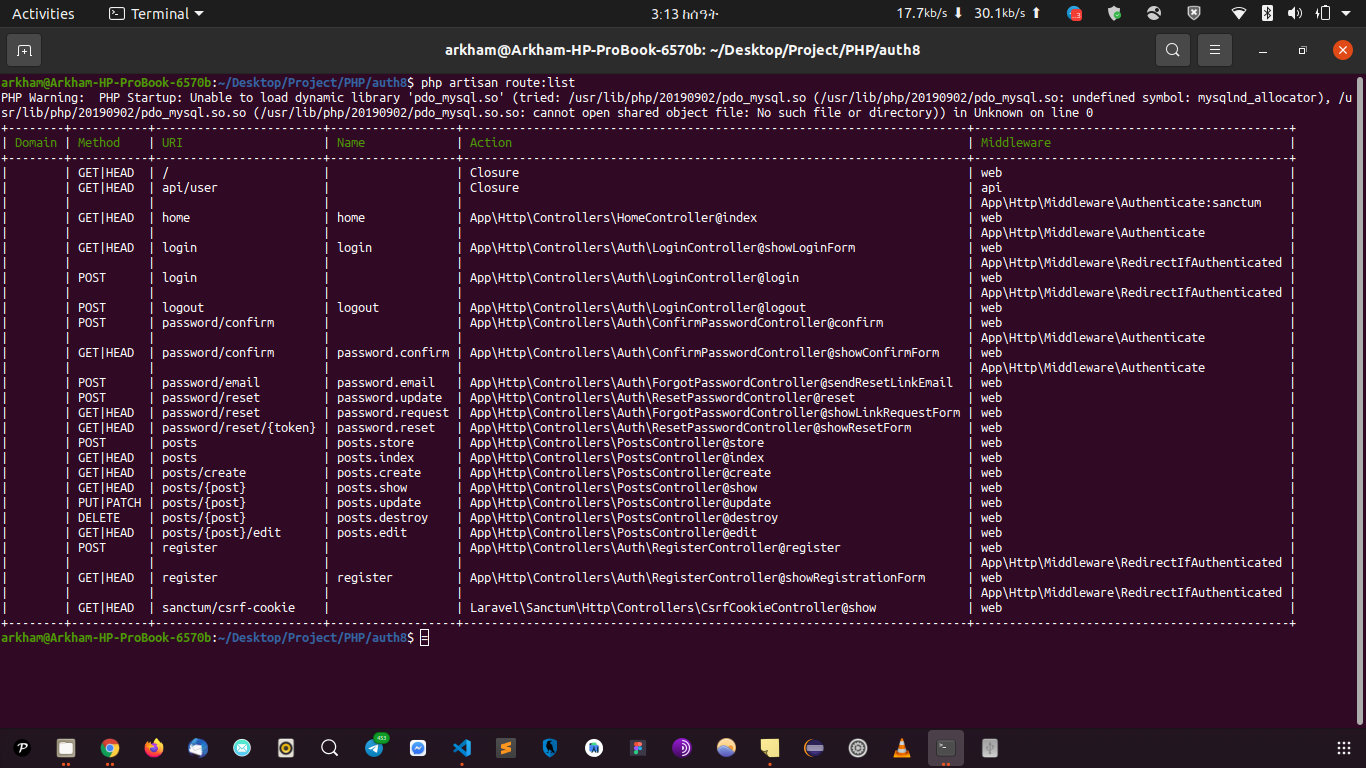 Activities Terminal 3:13 ከሰዓት 17.7kb/s 30.1kb/s
arkham@Arkham-HP-ProBook-6570b: ~/Desktop/Project/PHP/auth8
arkham@Arkham-HP-ProBook-6570b:~/Desktop/Project/PHP/auth8$ php artisan route:list
PHP Warning:  PHP Startup: Unable to load dynamic library 'pdo_mysql.so' (tried: /usr/lib/php/20190902/pdo_mysql.so (/usr/lib/php/20190902/pdo_mysql.so: undefined symbol: mysqlnd_allocator), /u
sr/lib/php/20190902/pdo_mysql.so.so (/usr/lib/php/20190902/pdo_mysql.so.so: cannot open shared object file: No such file or directory)) in Unknown on line 0
| Domain | Method | URI | Name | Action | Middleware |
| | GET|HEAD | / | | Closure | web |
| | GET|HEAD | api/user | | Closure | api |
| | | | | | App\Http\Middleware\Authenticate:sanctum |
| | GET|HEAD | home | home | App\Http\Controllers\HomeController@index | web |
| | | | | | App\Http\Middleware\Authenticate |
| | GET|HEAD | login | login | App\Http\Controllers\Auth\LoginController@showLoginForm | web |
| | | | | | App\Http\Middleware\RedirectIfAuthenticated |
| | POST | login | | App\Http\Controllers\Auth\LoginController@login | web |
| | | | | | App\Http\Middleware\RedirectIfAuthenticated |
| | POST | logout | logout | App\Http\Controllers\Auth\LoginController@logout | web |
| | POST | password/confirm | | App\Http\Controllers\Auth\ConfirmPasswordController@confirm | web |
| | | | | | App\Http\Middleware\Authenticate |
| | GET|HEAD | password/confirm | password.confirm | App\Http\Controllers\Auth\ConfirmPasswordController@showConfirmForm | web |
| | | | | | App\Http\Middleware\Authenticate |
| | POST | password/email | password.email | App\Http\Controllers\Auth\ForgotPasswordController@sendResetLinkEmail | web |
| | POST | password/reset | password.update | App\Http\Controllers\Auth\ResetPasswordController@reset | web |
| | GET|HEAD | password/reset | password.request | App\Http\Controllers\Auth\ForgotPasswordController@showLinkRequestForm | web |
| | GET|HEAD | password/reset/{token} | password.reset | App\Http\Controllers\Auth\ResetPasswordController@showResetForm | web |
| | POST | posts | posts.store | App\Http\Controllers\PostsController@store | web |
| | GET|HEAD | posts | posts.index | App\Http\Controllers\PostsController@index | web |
| | GET|HEAD | posts/create | posts.create | App\Http\Controllers\PostsController@create | web |
| | GET|HEAD | posts/{post} | posts.show | App\Http\Controllers\PostsController@show | web |
| | PUT|PATCH | posts/{post} | posts.update | App\Http\Controllers\PostsController@update | web |
| | DELETE | posts/{post} | posts.destroy | App\Http\Controllers\PostsController@destroy | web |
| | GET|HEAD | posts/{post}/edit | posts.edit | App\Http\Controllers\PostsController@edit | web |
| | POST | register | | App\Http\Controllers\Auth\RegisterController@register | web |
| | | | | | App\Http\Middleware\RedirectIfAuthenticated |
| | GET|HEAD | register | register | App\Http\Controllers\Auth\RegisterController@showRegistrationForm | web |
| | | | | | App\Http\Middleware\RedirectIfAuthenticated |
| | GET|HEAD | sanctum/csrf-cookie | | Laravel\Sanctum\Http\Controllers\CsrfCookieController@show | web |
arkham@Arkham-HP-ProBook-6570b:~/Desktop/Project/PHP/auth8$